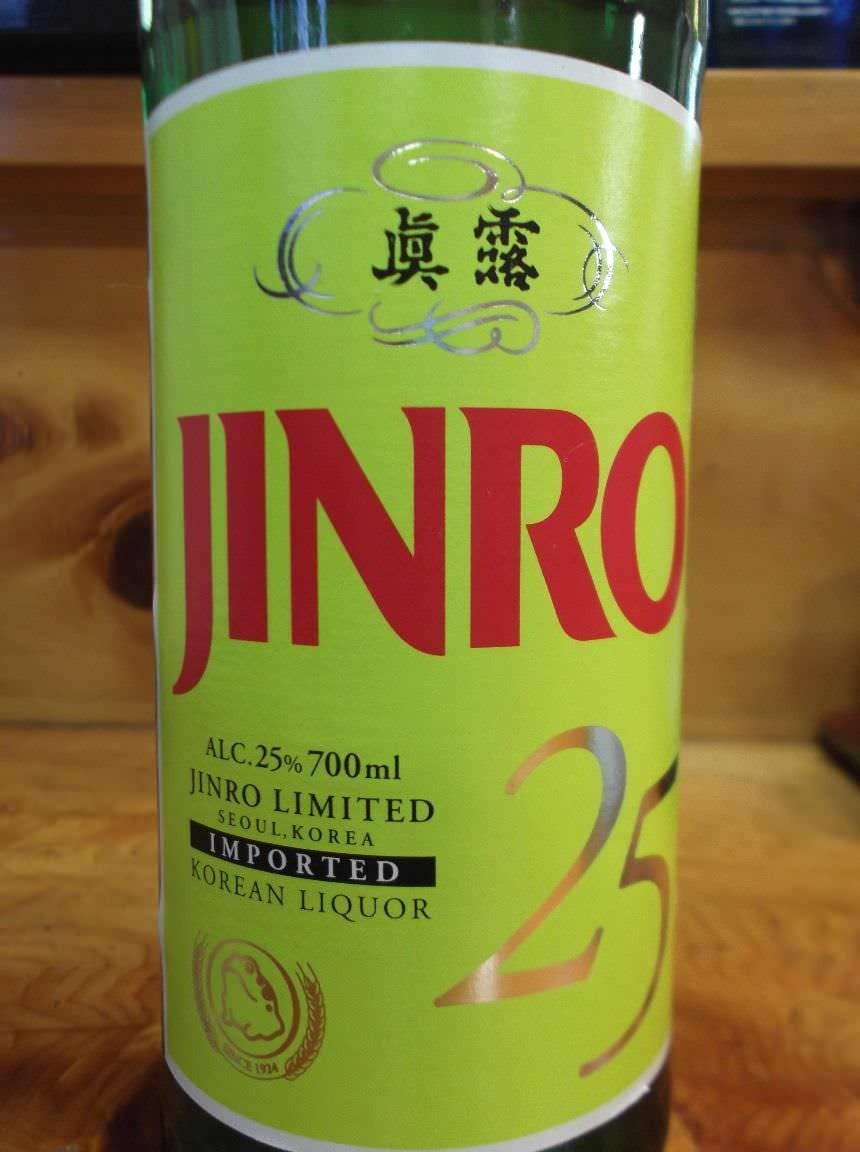 眞露
JINRO
ALC. 25% 700ml
JINRO LIMITED
SEOUL, KOREA
IMPORTED
KOREAN LIQUOR
25
SINCE 1924